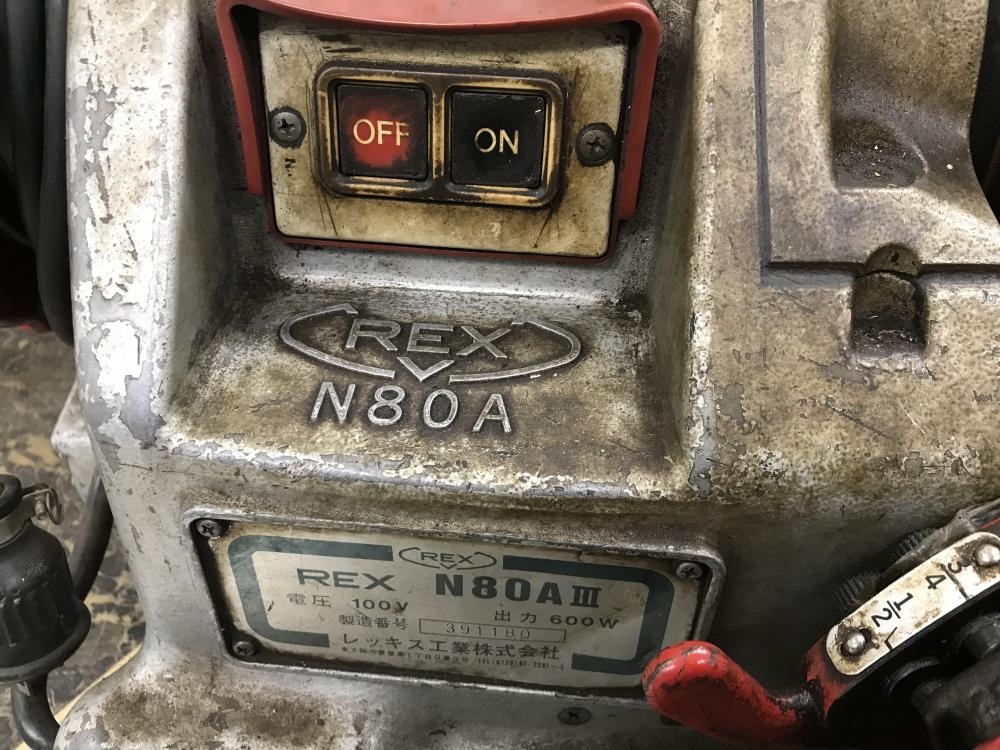 OFF ON
REX
N80A
REX
REX N80AⅢ
電圧 100V 出力 600W
製造番号 391180
レッキス工業株式会社
3/4
1/2